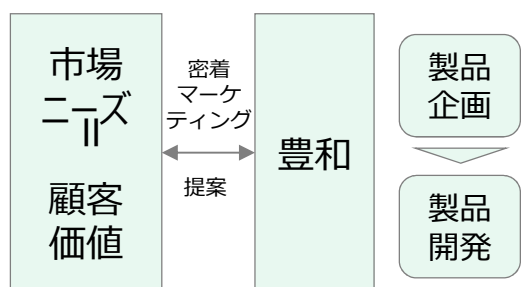 市場
ニーズ
||
顧客
価値
密着
マーケ
ティング
提案
豊和
製品
企画
製品
開発